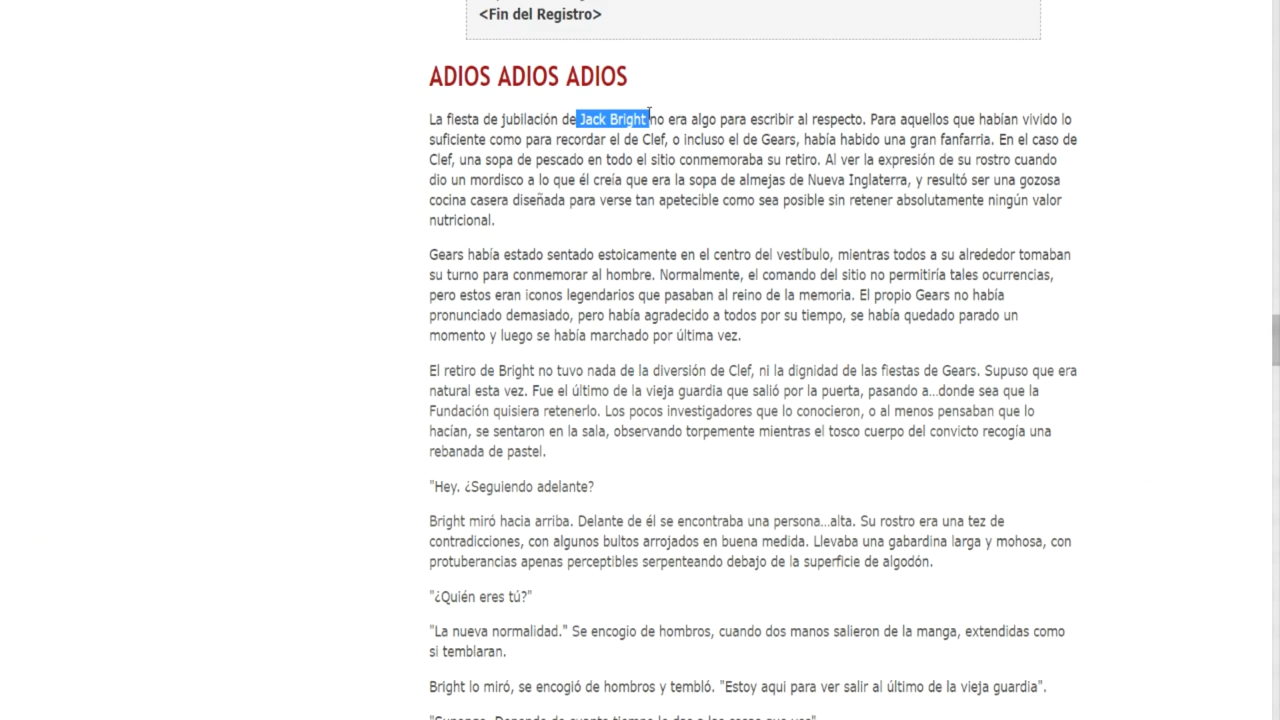 <Fin del Registro>
ADIOS ADIOS ADIOS
La fiesta de jubilación de Jack Bright no era algo para escribir al respecto. Para aquellos que habían vivido lo
suficiente como para recordar el de Clef, o incluso el de Gears, había habido una gran fanfarria. En el caso de
Clef, una sopa de pescado en todo el sitio conmemoraba su retiro. Al ver la expresión de su rostro cuando
dio un mordisco a lo que él creía que era la sopa de almejas de Nueva Inglaterra, y resultó ser una gozosa
cocina casera diseñada para verse tan apetecible como sea posible sin retener absolutamente ningún valor
nutricional.
Gears había estado sentado estoicamente en el centro del vestíbulo, mientras todos a su alrededor tomaban
su turno para conmemorar al hombre. Normalmente, el comando del sitio no permitiría tales ocurrencias,
pero estos eran iconos legendarios que pasaban al reino de la memoria. El propio Gears no había
pronunciado demasiado, pero había agradecido a todos por su tiempo, se había quedado parado un
momento y luego se había marchado por última vez.
El retiro de Bright no tuvo nada de la diversión de Clef, ni la dignidad de las fiestas de Gears. Supuso que era
natural esta vez. Fue el último de la vieja guardia que salió por la puerta, pasando a...donde sea que la
Fundación quisiera retenerlo. Los pocos investigadores que lo conocieron, o al menos pensaban que lo
hacían, se sentaron en la sala, observando torpemente mientras el tosco cuerpo del convicto recogía una
rebanada de pastel.
"Hey. ¿Seguiendo adelante?
Bright miró hacia arriba. Delante de él se encontraba una persona...alta. Su rostro era una tez de
contradicciones, con algunos bultos arrojados en buena medida. Llevaba una gabardina larga y mohosa, con
protuberancias apenas perceptibles serpenteando debajo de la superficie de algodón.
"¿Quién eres tú?"
"La nueva normalidad." Se encogio de hombros, cuando dos manos salieron de la manga, extendidas como
si temblaran.
Bright lo miró, se encogió de hombros y tembló. "Estoy aqui para ver salir al último de la vieja guardia".
"Supongo. Depende de cuanto tiempo le das a las cosas que ves"